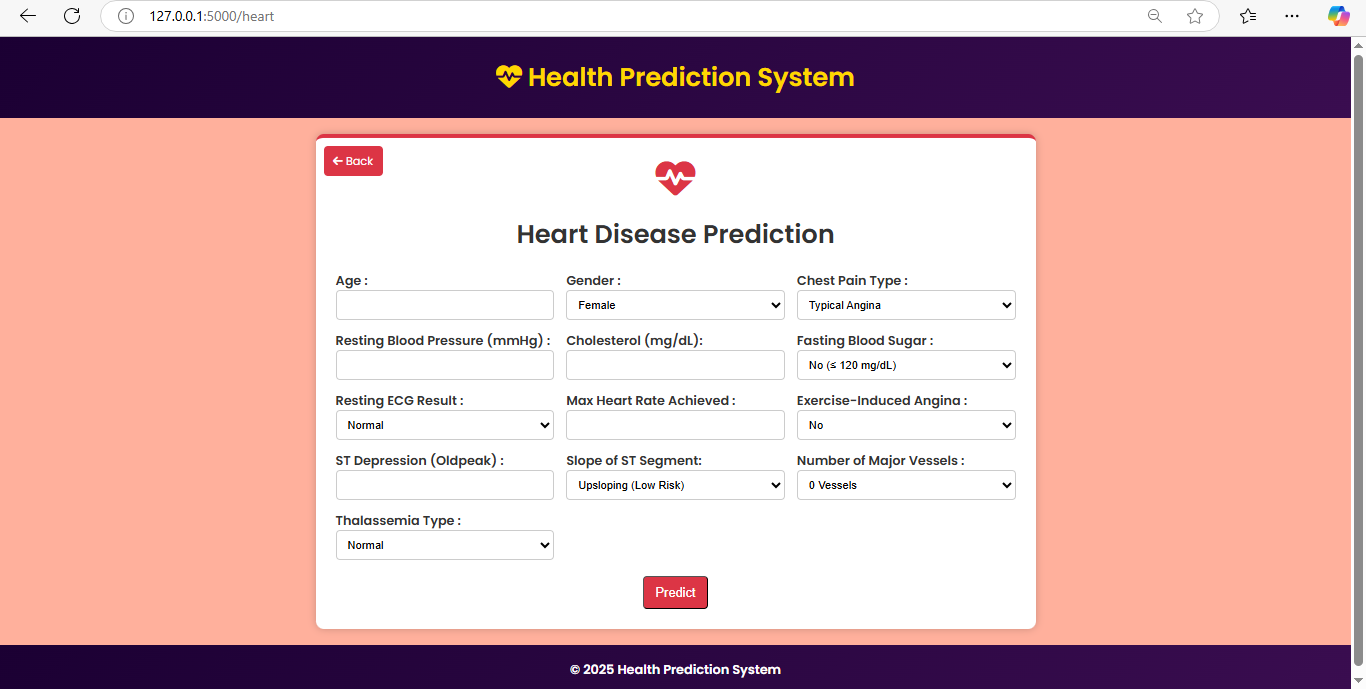 127.0.0.1:5000/heart
Health Prediction System
Back
Heart Disease Prediction
Age :
Gender :
Chest Pain Type :
Female
Typical Angina
Resting Blood Pressure (mmHg) :
Cholesterol (mg/dL):
Fasting Blood Sugar :
No (≤ 120 mg/dL)
Resting ECG Result :
Max Heart Rate Achieved :
Exercise-Induced Angina :
Normal
No
ST Depression (Oldpeak) :
Slope of ST Segment:
Number of Major Vessels :
Upsloping (Low Risk)
0 Vessels
Thalassemia Type :
Normal
Predict
© 2025 Health Prediction System